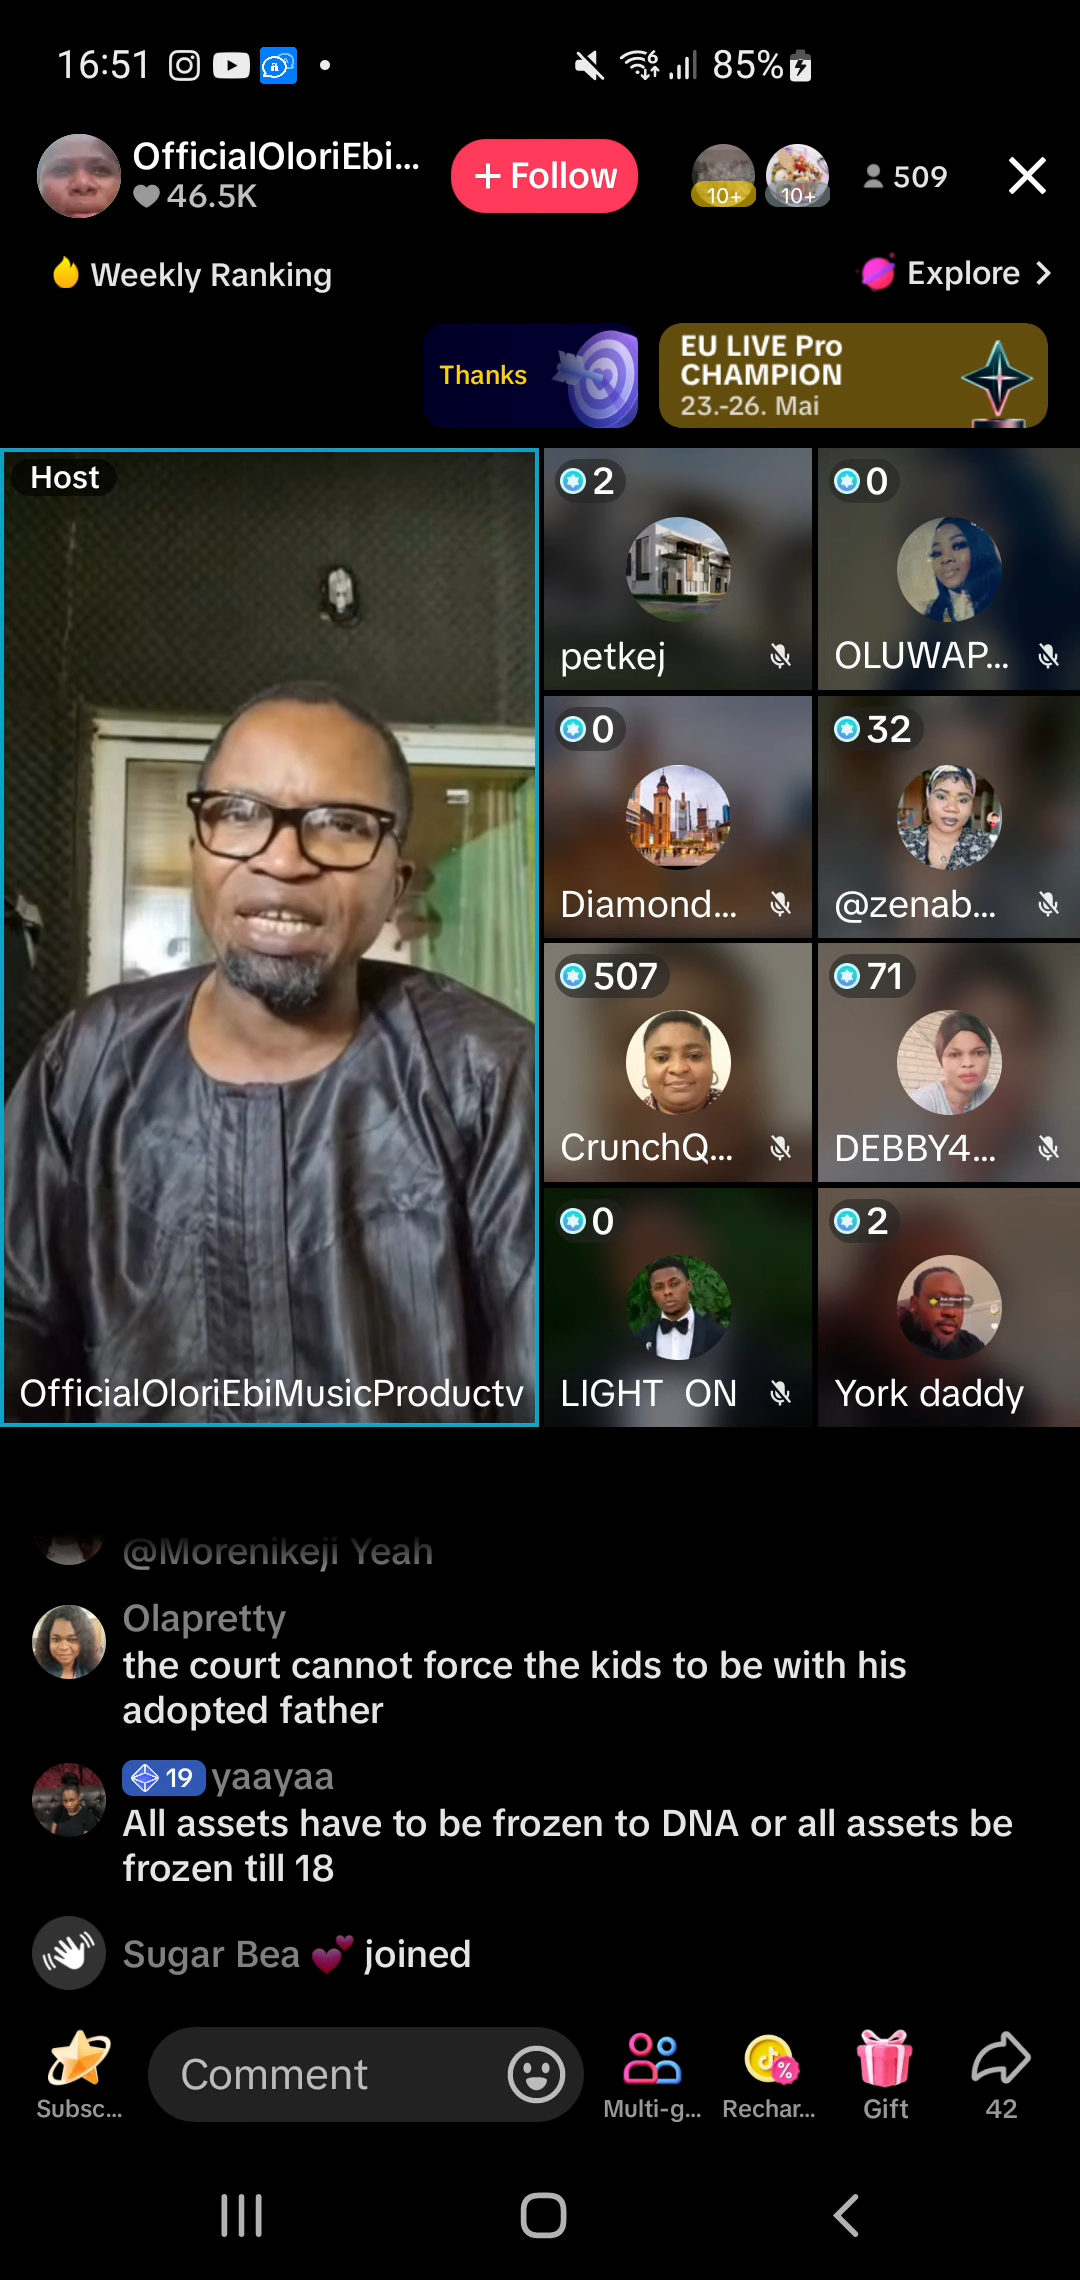 16:51
85%
OfficialOloriEbi...
46.5K
+ Follow
10+
10+
509
Weekly Ranking
Explore >
Thanks
EU LIVE Pro
CHAMPION
23.-26. Mai
Host
OfficialOloriEbiMusicProductv
2
petkej
0
OLUWAP...
0
Diamond...
32
@zenab...
507
CrunchQ...
71
DEBBY4...
0
LIGHT ON
2
York daddy
@Morenikeji Yeah
Olapretty
the court cannot force the kids to be with his
adopted father
19 yaayaa
All assets have to be frozen to DNA or all assets be
frozen till 18
Sugar Bea 💕 joined
Comment
Subsc...
Multi-g...
Rechar...
Gift
42